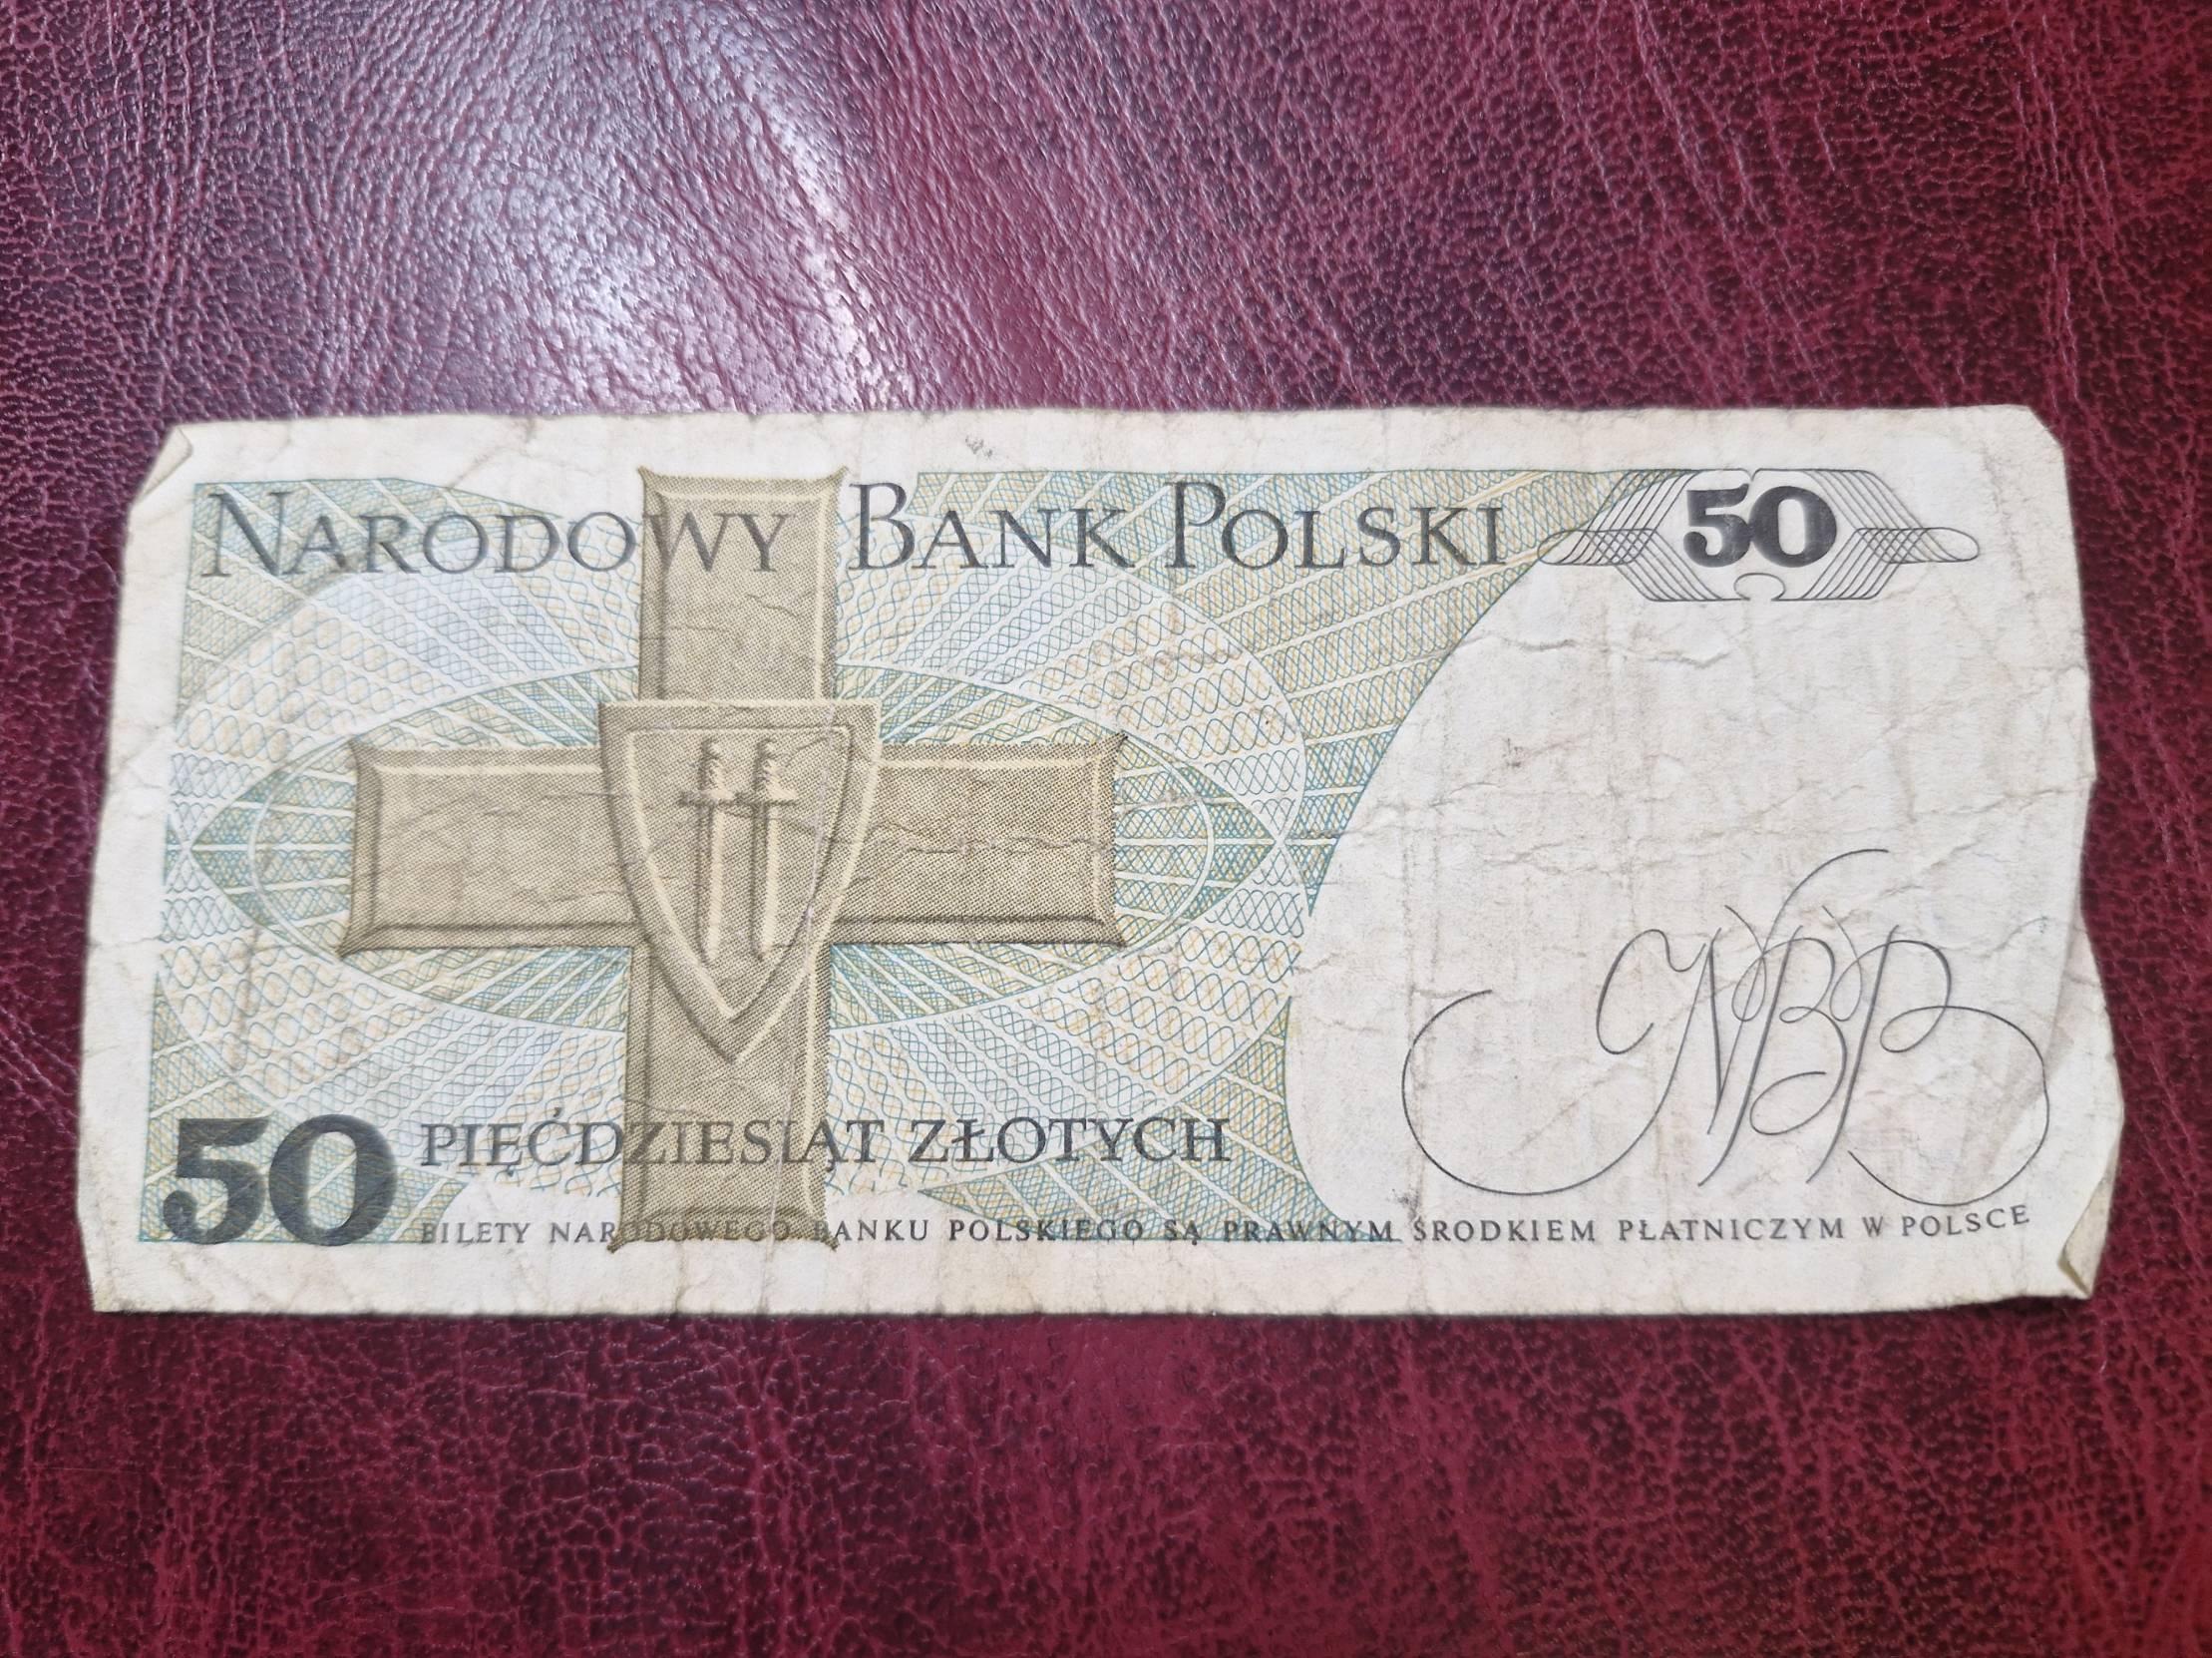 NARODOWY BANK POLSKI 50
NBP
50 PIĘĆDZIESIĄT ZŁOTYCH
BILETY NARODOWEGO BANKU POLSKIEGO SĄ PRAWNYM ŚRODKIEM PŁATNICZYM W POLSCE